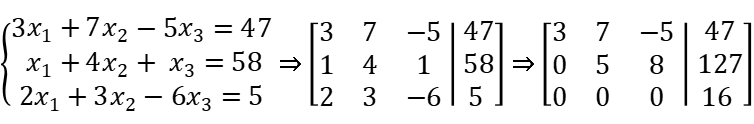 3x₁ + 7x₂ − 5x₃ = 47
x₁ + 4x₂ + x₃ = 58 ⇒ [3 7 −5 | 47; 1 4 1 | 58; 2 3 −6 | 5] ⇒ [3 7 −5 | 47; 0 5 8 | 127; 0 0 0 | 16]
2x₁ + 3x₂ − 6x₃ = 5